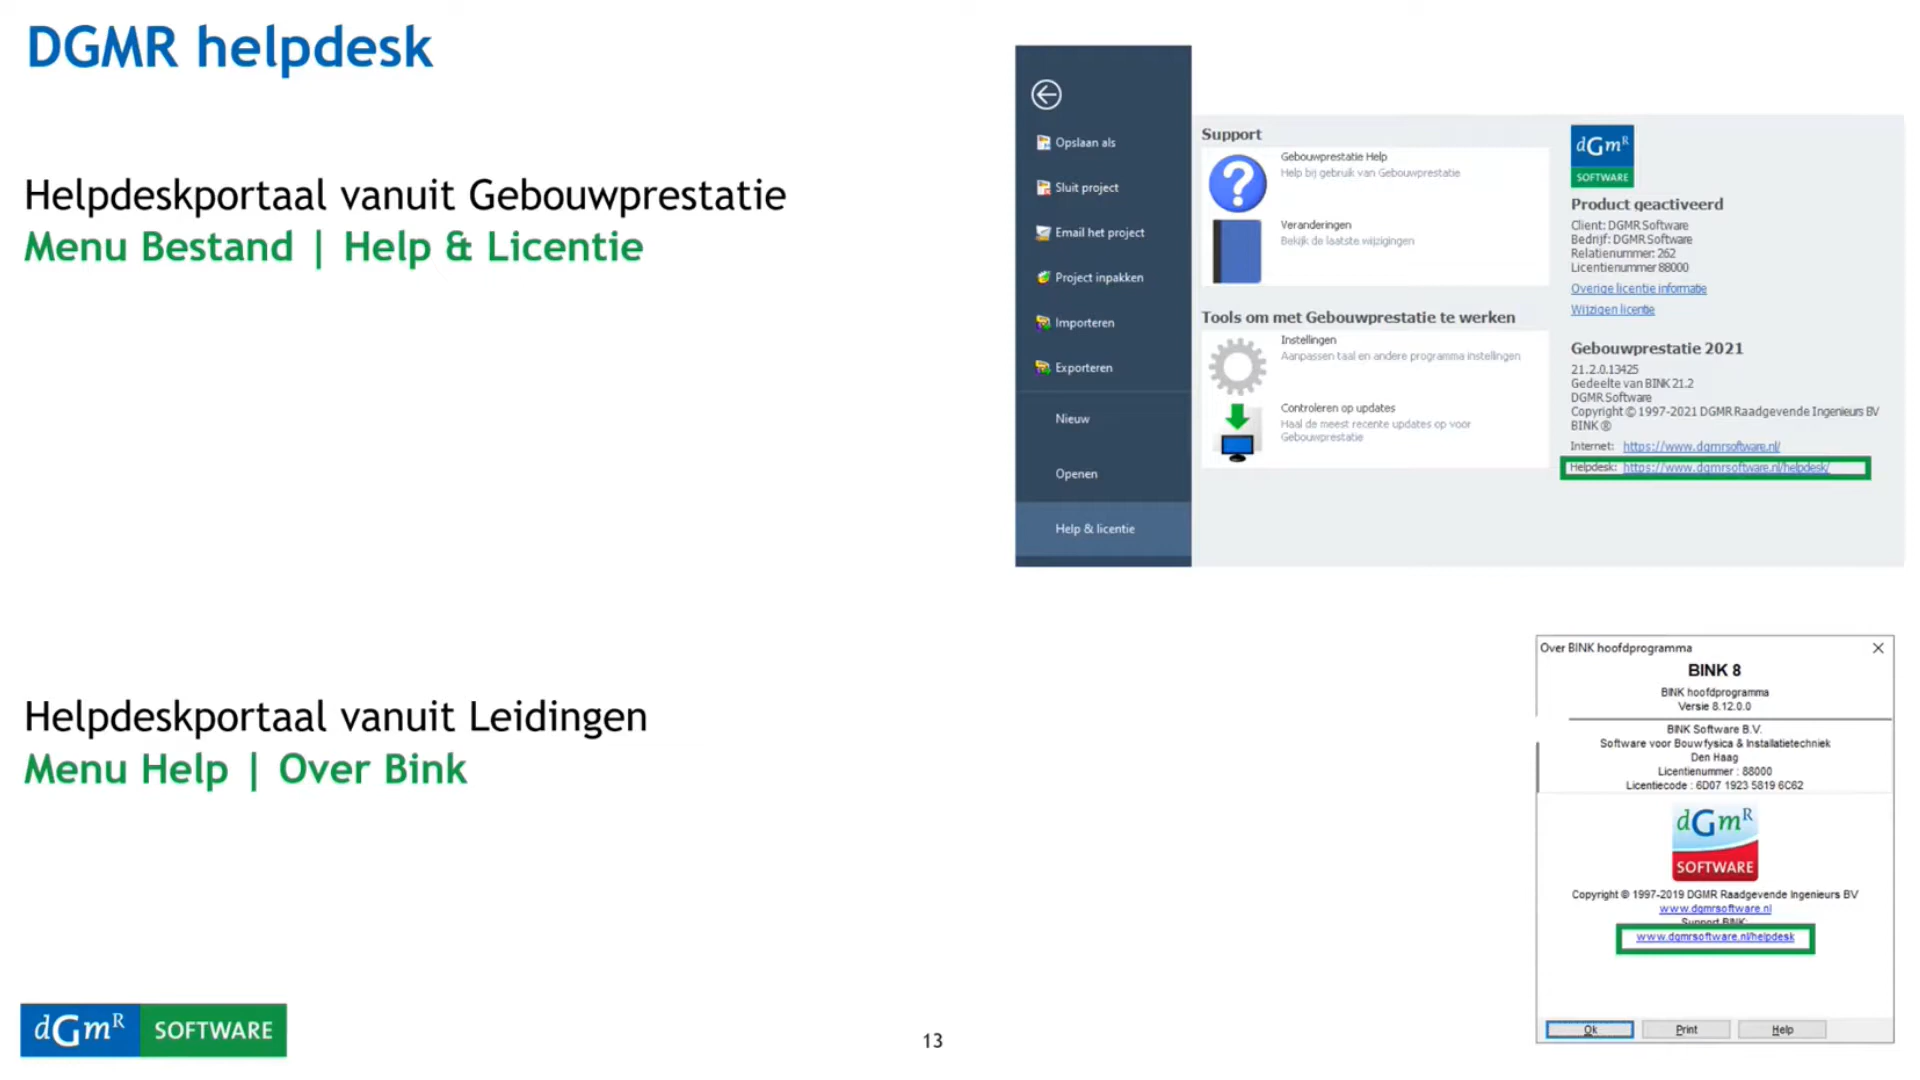 DGMR helpdesk
Helpdeskportaal vanuit Gebouwprestatie
Menu Bestand | Help & Licentie
Opslaan als
Sluit project
Email het project
Project inpakken
Importeren
Exporteren
Nieuw
Openen
Help & licentie
Support
Gebouwprestatie Help
Help bij gebruik van Gebouwprestatie
Veranderingen
Bekijk de laatste wijzigingen
Tools om met Gebouwprestatie te werken
Instellingen
Aanpassen taal en andere programma instellingen
Controleren op updates
Haal de meest recente updates op voor
Gebouwprestatie
dGmR
SOFTWARE
Product geactiveerd
Client: DGMR Software
Bedrijf: DGMR Software
Relatienummer: 262
Licentienummer 88000
Overige licentie informatie
Wijzigen licentie
Gebouwprestatie 2021
21.2.0.13425
Gedeelte van BINK 21.2
DGMR Software
Copyright © 1997-2021 DGMR Raadgevende Ingenieurs BV
BINK ®
Internet: https://www.dgmrsoftware.nl/
Helpdesk: https://www.dgmrsoftware.nl/helpdesk/
Helpdeskportaal vanuit Leidingen
Menu Help | Over Bink
Over BINK hoofdprogramma
BINK 8
BINK hoofdprogramma
Versie 8.12.0.0
BINK Software B.V.
Software voor Bouwfysica & Installatietechniek
Den Haag
Licentienummer : 88000
Licentiecode : 6D07 1923 5819 6C62
dGmR
SOFTWARE
Copyright © 1997-2019 DGMR Raadgevende Ingenieurs BV
www.dgmrsoftware.nl
Support BINK:
www.dgmrsoftware.nl/helpdesk
Ok
Print
Help
dGmR SOFTWARE
13